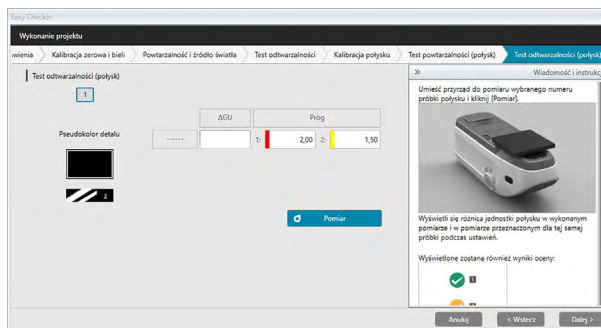 Easy Checker
Wykonanie projektu
Kalibracja zerowa i bieli
Powtarzalność i źródło światła
Test odtwarzalności
Kalibracja połysku
Test powtarzalności (połysk)
Test odtwarzalności (połysk)
Test odtwarzalności (połysk)
1
ΔGU
Próg
Pseudokolor detalu
------
1:
2,00
2:
1,50
2
Pomiar
»
Wiadomość i instrukc
Umieść przyrząd do pomiaru wybranego numeru
próbki połysku i kliknij [Pomiar].
Wyświetli się różnica jednostki połysku w wykonanym
pomiarze i w pomiarze przeznaczonym dla tej samej
próbki podczas ustawień.
Wyświetlone zostaną również wyniki oceny:
1
Anuluj
< Wstecz
Dalej >